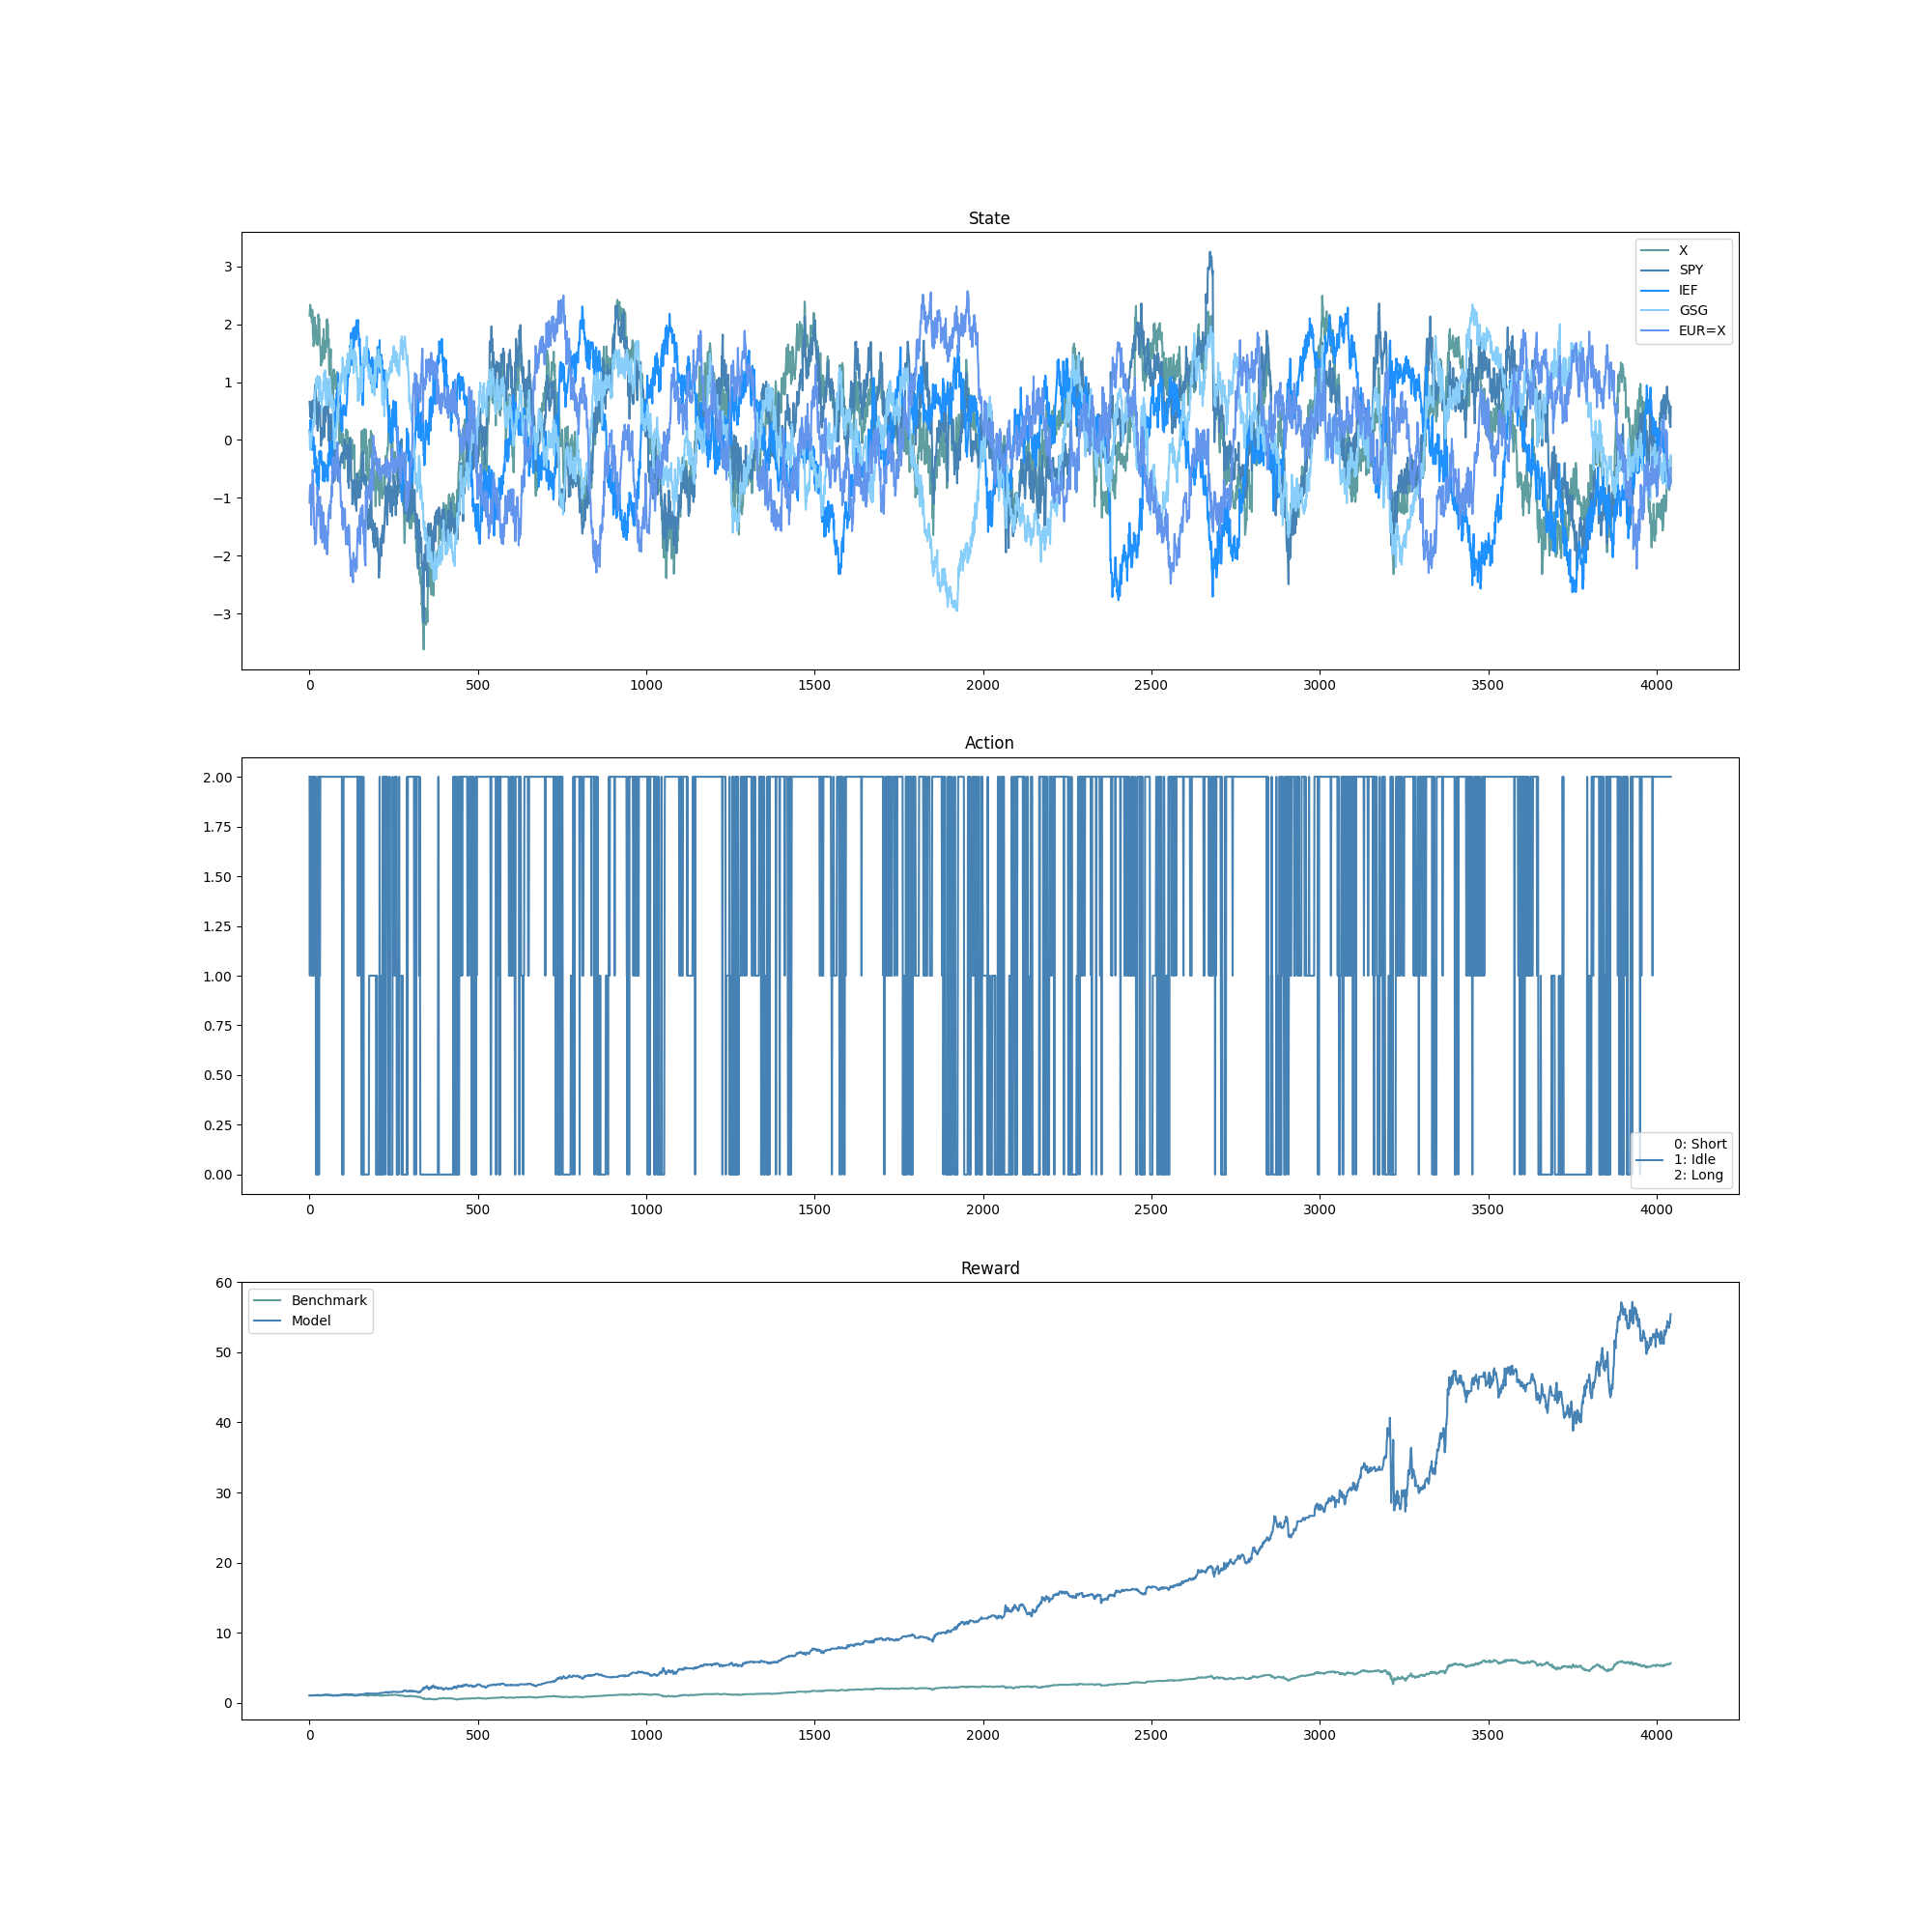 State
3
2
1
0
−1
−2
−3
X
SPY
IEF
GSG
EUR=X
0 500 1000 1500 2000 2500 3000 3500 4000
Action
2.00
1.75
1.50
1.25
1.00
0.75
0.50
0.25
0.00
0: Short
1: Idle
2: Long
0 500 1000 1500 2000 2500 3000 3500 4000
Reward
60
50
40
30
20
10
0
Benchmark
Model
0 500 1000 1500 2000 2500 3000 3500 4000